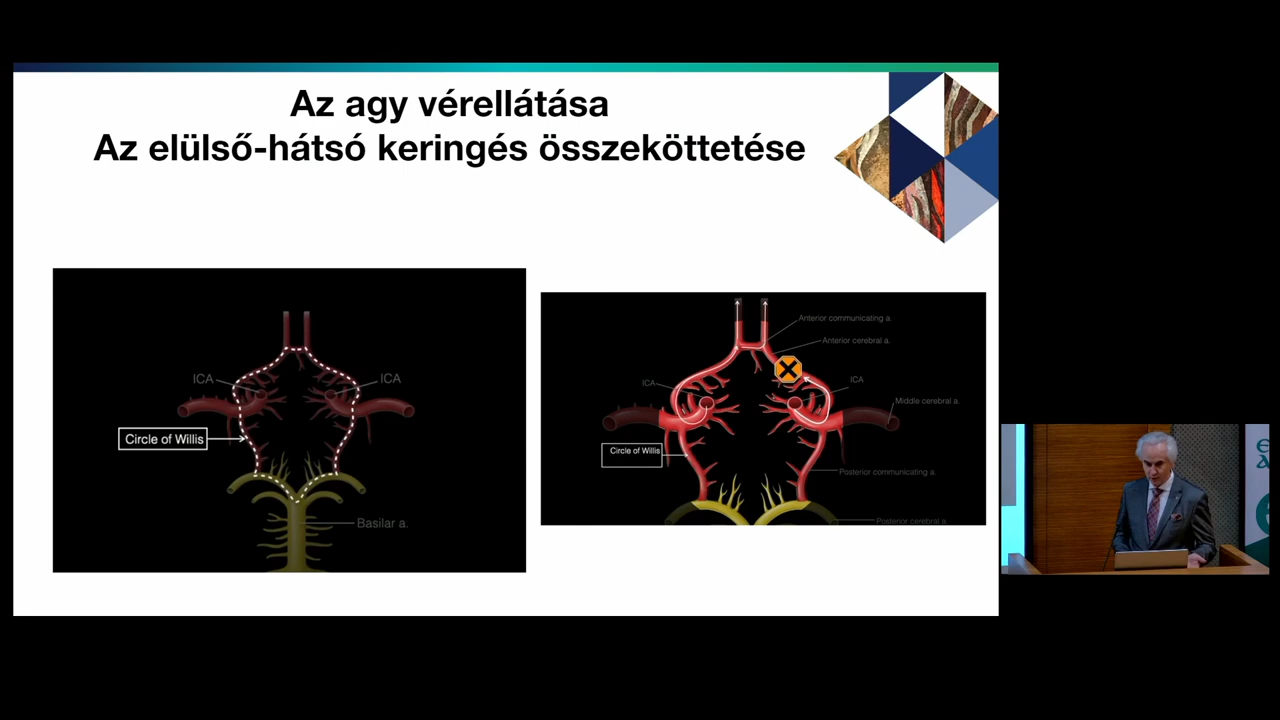 Az agy vérellátása
Az elülső-hátsó keringés összeköttetése
ICA
ICA
Circle of Willis
Basilar a.
Anterior communicating a.
Anterior cerebral a.
ICA
ICA
Middle cerebral a.
Circle of Willis
Posterior communicating a.
Posterior cerebral a